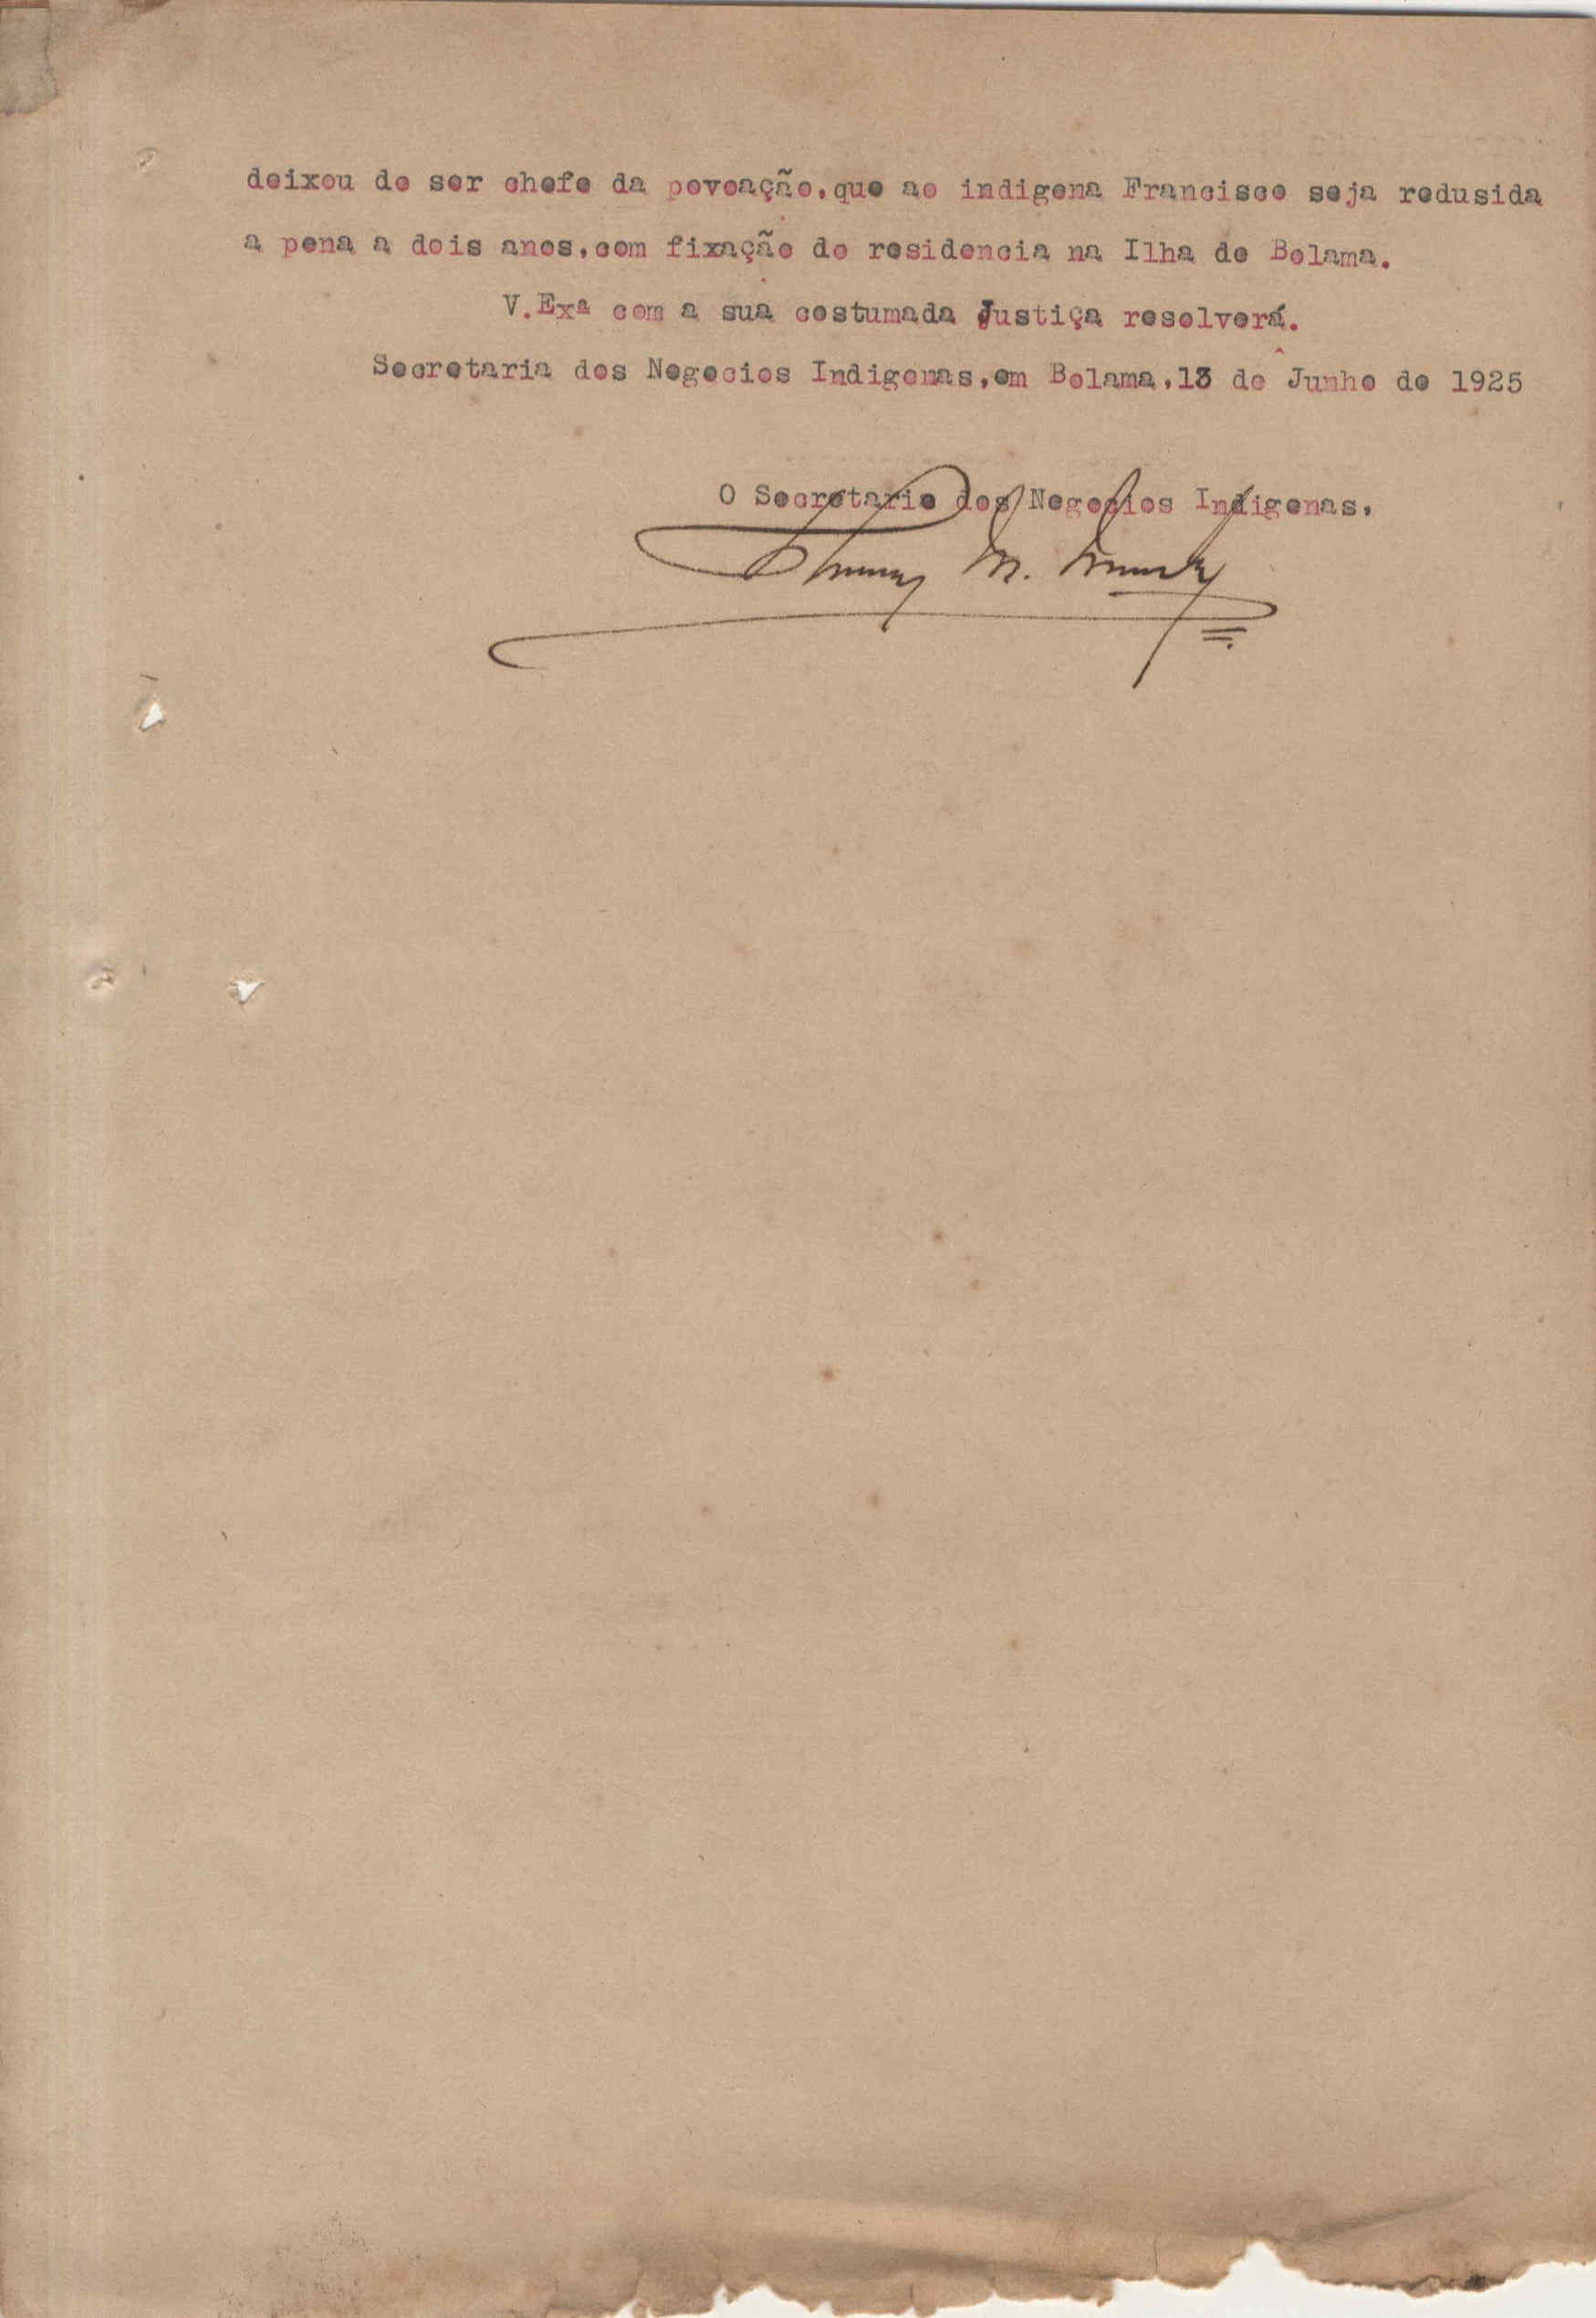 deixou de ser chefe da povoação,que ao indigena Francisco seja redusida
a pena a dois anos,com fixação de residencia na Ilha de Bolama.
V.Exª com a sua costumada Justiça resolverá.
Secretaria dos Negocios Indigenas,em Bolama,13 de Junho de 1925
O Secretario dos Negocios Indigenas,